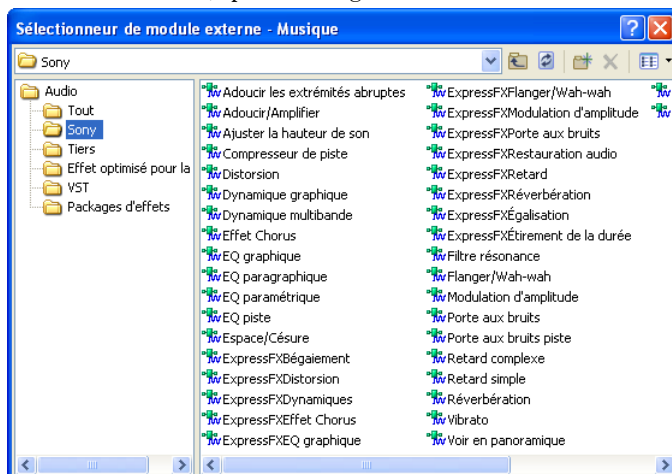 Sélectionneur de module externe - Musique
Sony
Audio
Tout
Sony
Tiers
Effet optimisé pour la
VST
Packages d'effets
Adoucir les extrémités abruptes
Adoucir/Amplifier
Ajuster la hauteur de son
Compresseur de piste
Distorsion
Dynamique graphique
Dynamique multibande
Effet Chorus
EQ graphique
EQ paragraphique
EQ paramétrique
EQ piste
Espace/Césure
ExpressFXBégaiement
ExpressFXDistorsion
ExpressFXDynamiques
ExpressFXEffet Chorus
ExpressFXEQ graphique
ExpressFXFlanger/Wah-wah
ExpressFXModulation d'amplitude
ExpressFXPorte aux bruits
ExpressFXRestauration audio
ExpressFXRetard
ExpressFXRéverbération
ExpressFXÉgalisation
ExpressFXÉtirement de la durée
Filtre résonance
Flanger/Wah-wah
Modulation d'amplitude
Porte aux bruits
Porte aux bruits piste
Retard complexe
Retard simple
Réverbération
Vibrato
Voir en panoramique